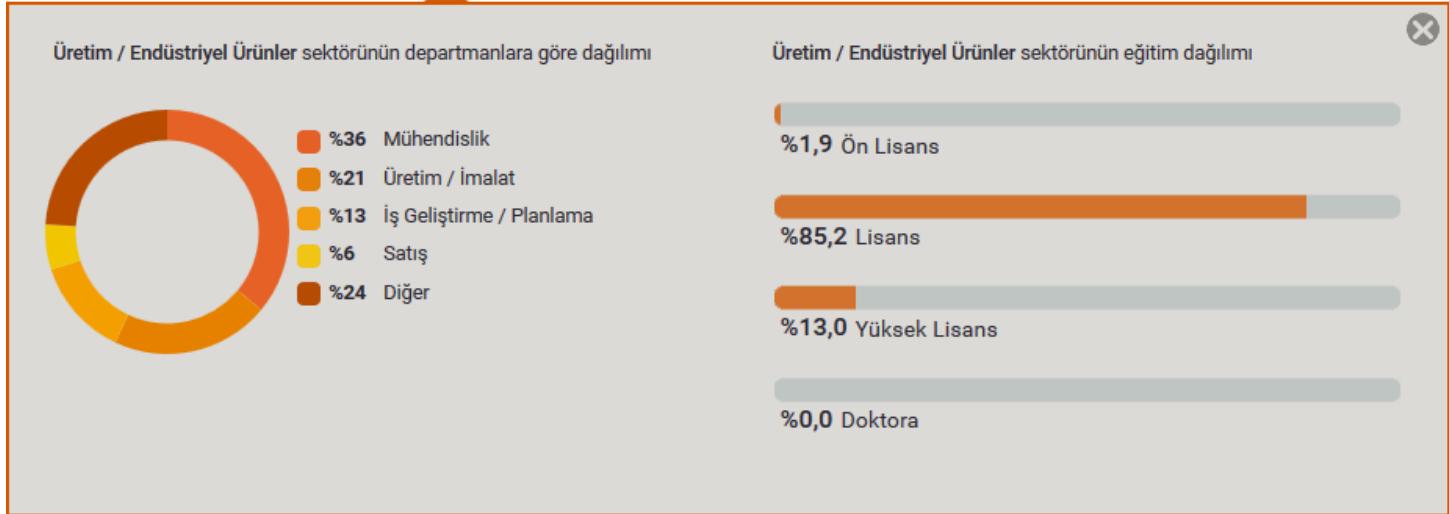 Üretim / Endüstriyel Ürünler sektörünün departmanlara göre dağılımı
%36 Mühendislik
%21 Üretim / İmalat
%13 İş Geliştirme / Planlama
%6 Satış
%24 Diğer
Üretim / Endüstriyel Ürünler sektörünün eğitim dağılımı
%1,9 Ön Lisans
%85,2 Lisans
%13,0 Yüksek Lisans
%0,0 Doktora